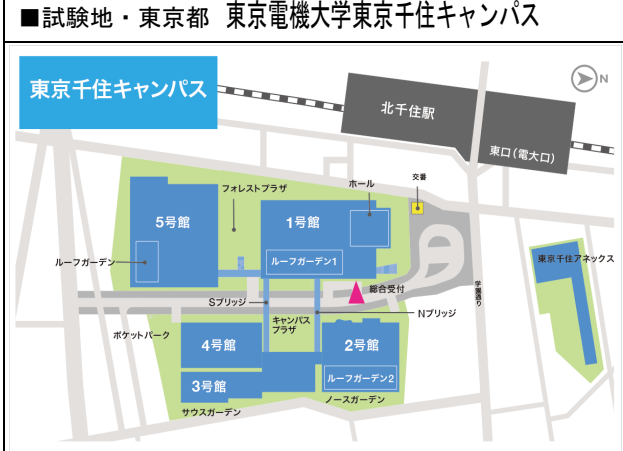 ■試験地・東京都 東京電機大学東京千住キャンパス
東京千住キャンパス
N
北千住駅
東口(電大口)
交番
ホール
フォレストプラザ
5号館
1号館
ルーフガーデン
ルーフガーデン1
東京千住アネックス
総合受付
学園通り
Sブリッジ
Nブリッジ
キャンパス
プラザ
ポケットパーク
4号館
2号館
3号館
ルーフガーデン2
サウスガーデン
ノースガーデン